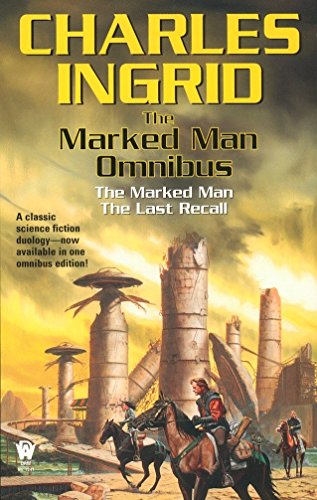 CHARLES
INGRID
The
Marked Man
Omnibus
The Marked Man
The Last Recall
A classic
science fiction
duology—now
available in one
omnibus edition!
DAW